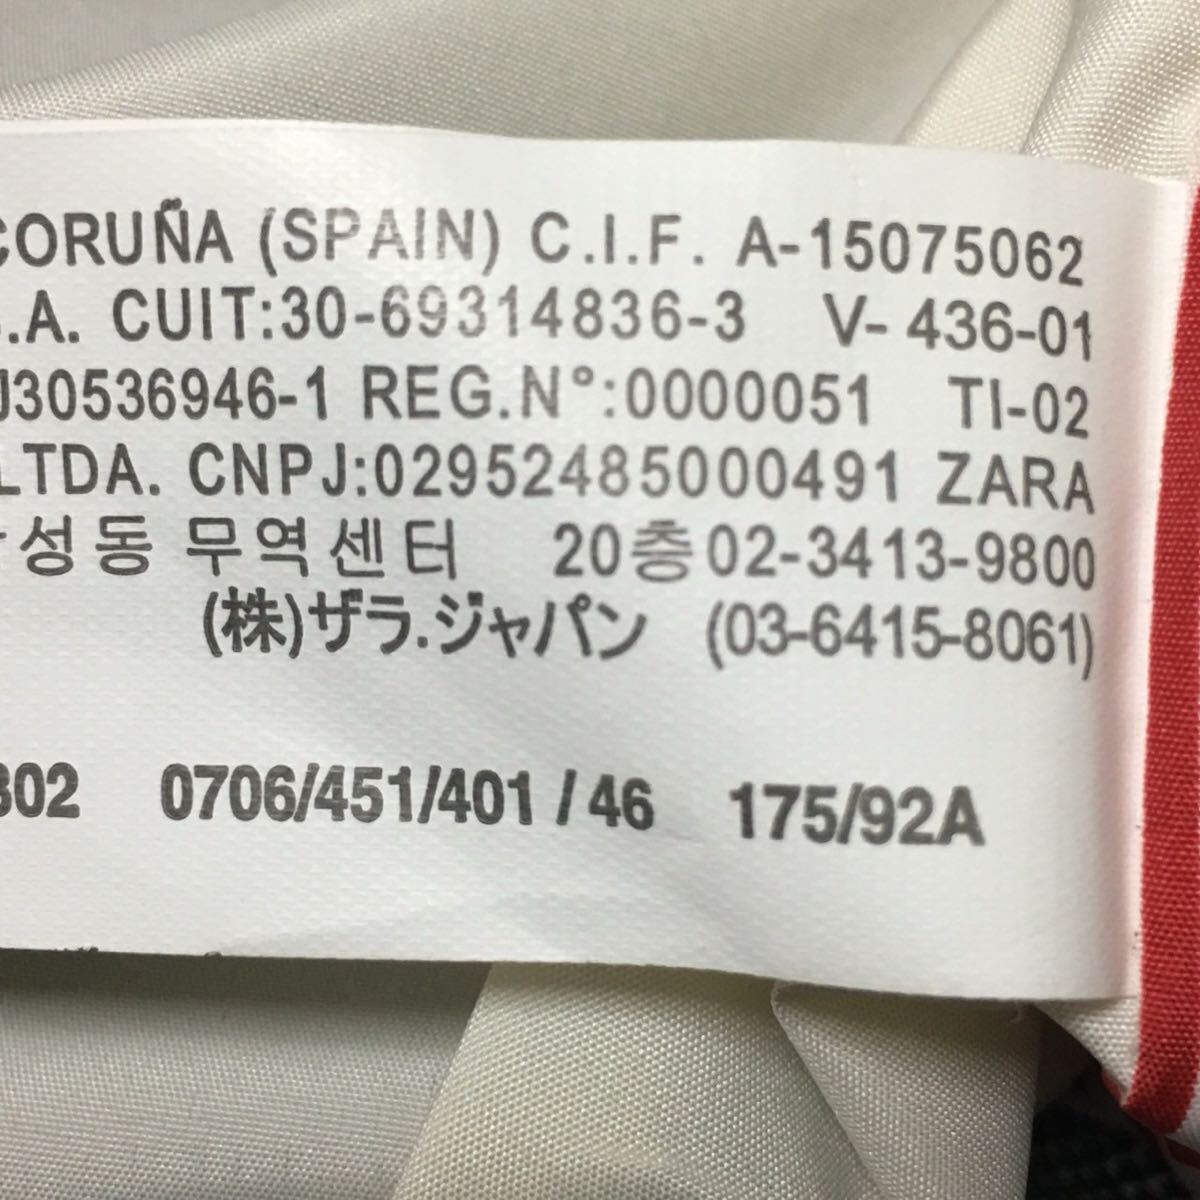 CORUÑA (SPAIN) C.I.F. A-15075062
.A. CUIT:30-69314836-3 V- 436-01
J30536946-1 REG.N°:0000051 TI-02
LTDA. CNPJ:02952485000491 ZARA
성동 무역센터 20층 02-3413-9800
(株)ザラ.ジャパン (03-6415-8061)
302 0706/451/401 / 46 175/92A